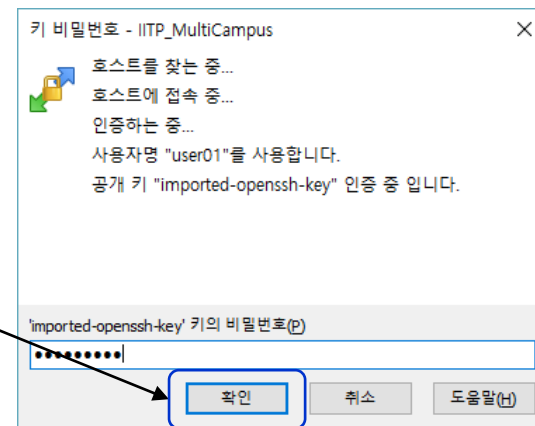 키 비밀번호 - IITP_MultiCampus
호스트를 찾는 중...
호스트에 접속 중...
인증하는 중...
사용자명 "user01"를 사용합니다.
공개 키 "imported-openssh-key" 인증 중 입니다.
'imported-openssh-key' 키의 비밀번호(P)
●●●●●●●●●
확인 취소 도움말(H)